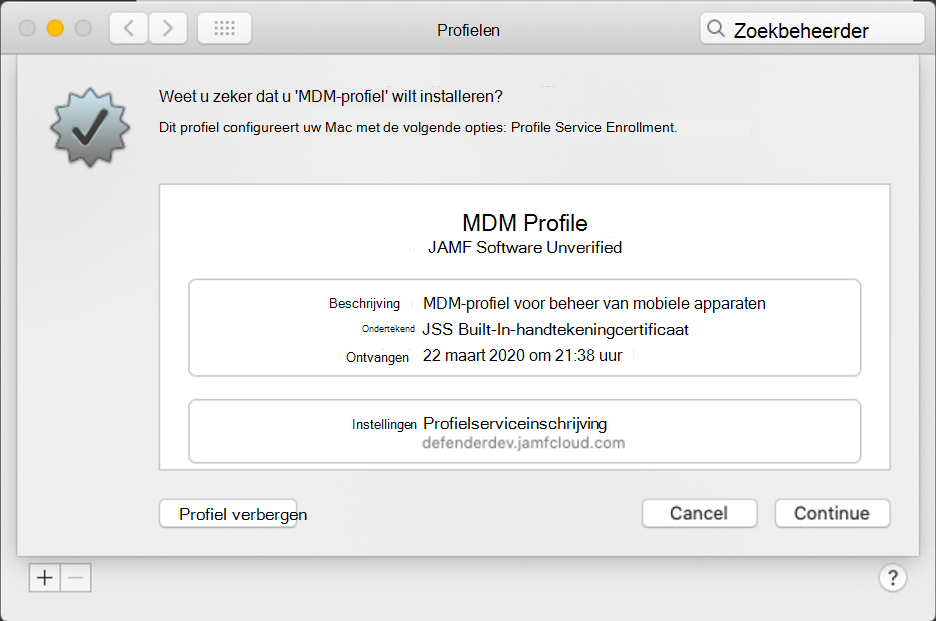 Profielen
Zoekbeheerder
Weet u zeker dat u 'MDM-profiel' wilt installeren?
Dit profiel configureert uw Mac met de volgende opties: Profile Service Enrollment.
MDM Profile
JAMF Software Unverified
Beschrijving MDM-profiel voor beheer van mobiele apparaten
Ondertekend JSS Built-In-handtekeningcertificaat
Ontvangen 22 maart 2020 om 21:38 uur
Instellingen Profielserviceinschrijving
defenderdev.jamfcloud.com
Profiel verbergen Cancel Continue
+ − ?